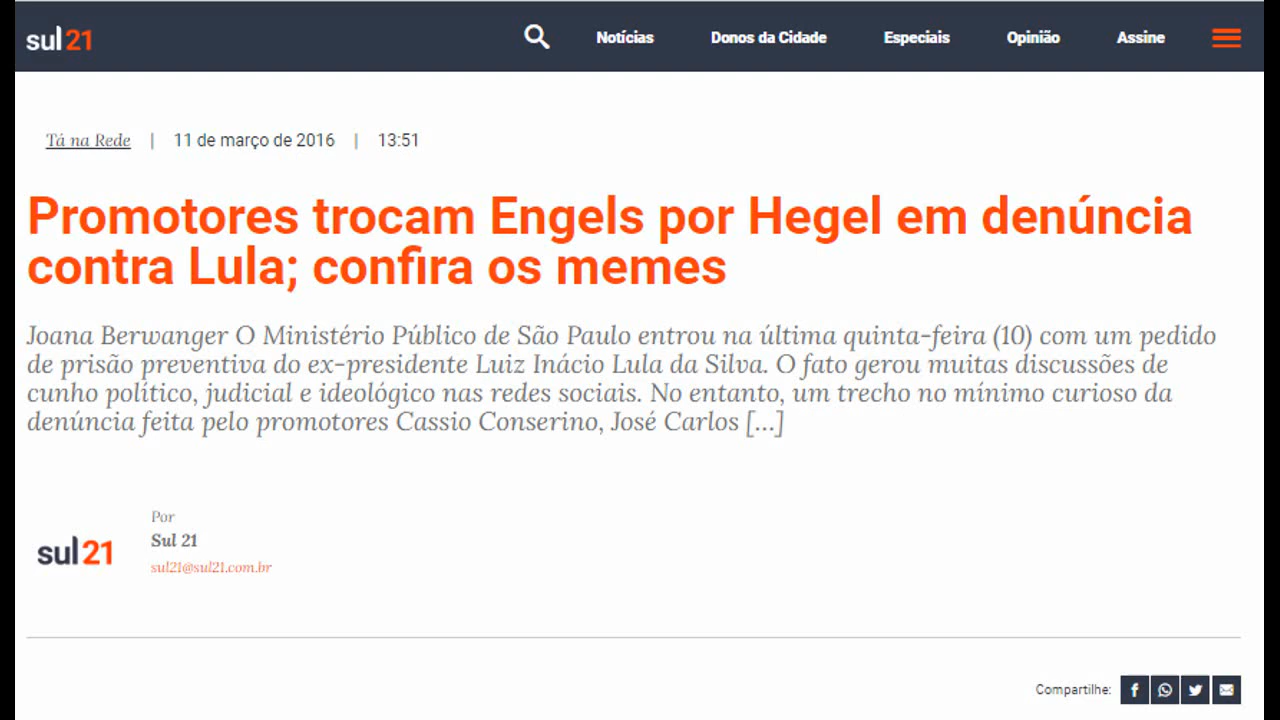 sul21 Notícias Donos da Cidade Especiais Opinião Assine
Tá na Rede | 11 de março de 2016 | 13:51
Promotores trocam Engels por Hegel em denúncia
contra Lula; confira os memes
Joana Berwanger O Ministério Público de São Paulo entrou na última quinta-feira (10) com um pedido
de prisão preventiva do ex-presidente Luiz Inácio Lula da Silva. O fato gerou muitas discussões de
cunho político, judicial e ideológico nas redes sociais. No entanto, um trecho no mínimo curioso da
denúncia feita pelo promotores Cassio Conserino, José Carlos [...]
Por
Sul 21
sul21
sul21@sul21.com.br
Compartilhe: